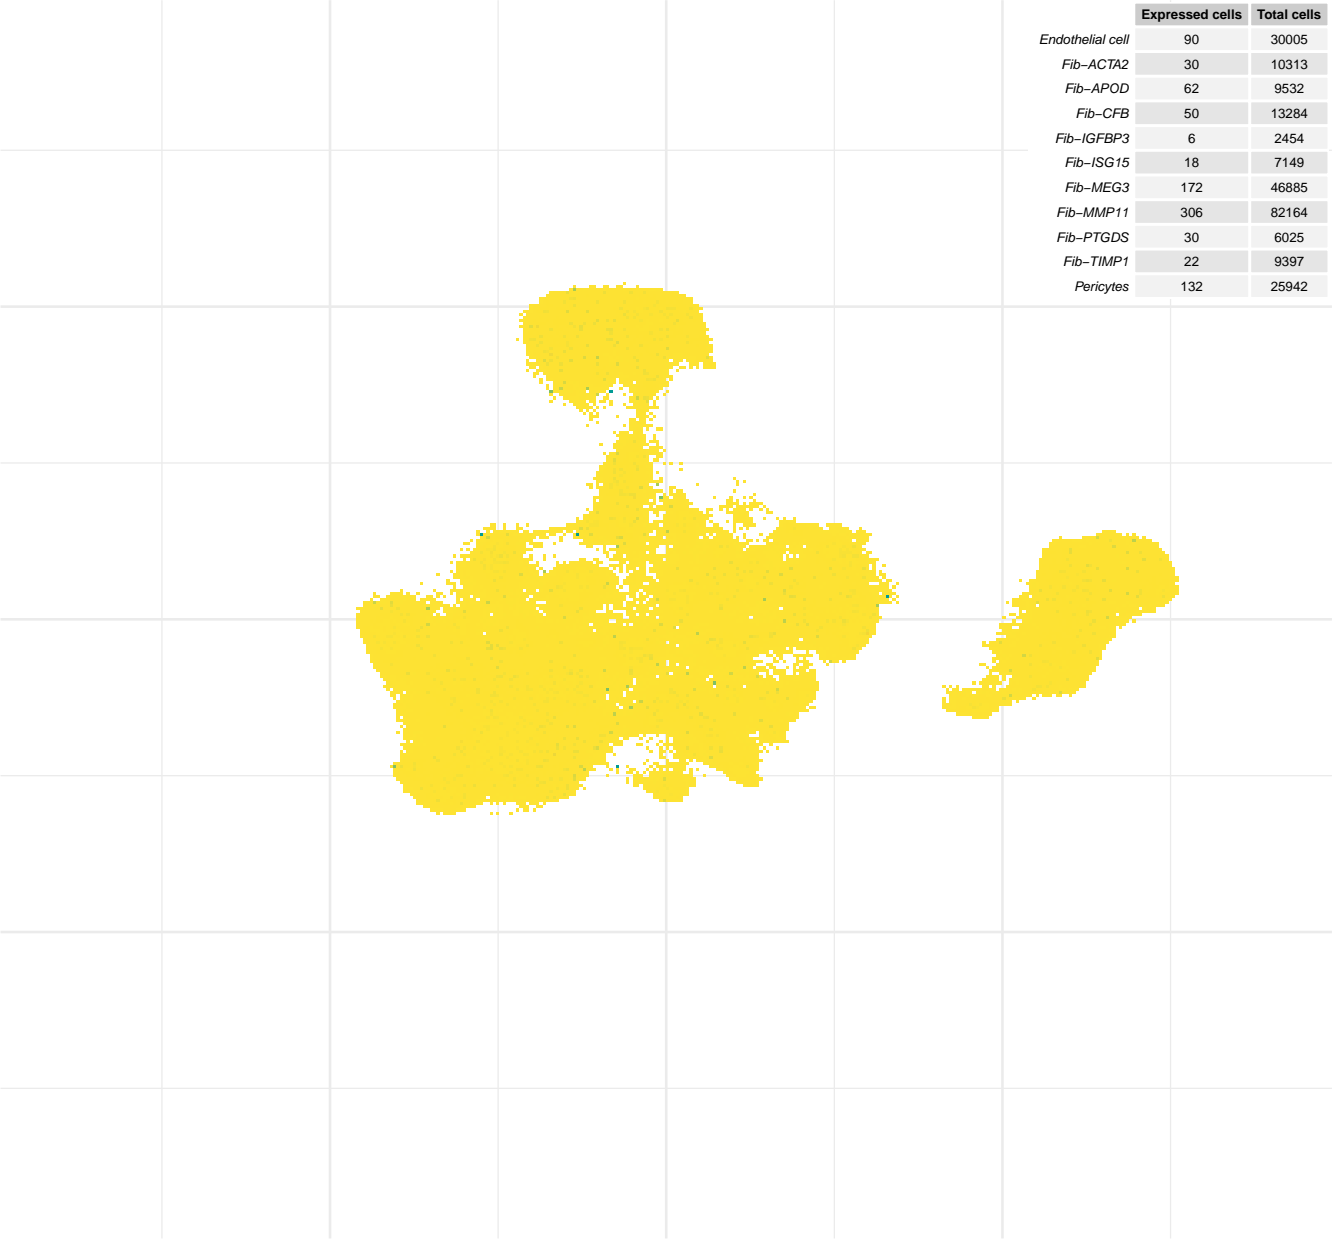 Expressed cells Total cells
Endothelial cell 90 30005
Fib−ACTA2 30 10313
Fib−APOD 62 9532
Fib−CFB 50 13284
Fib−IGFBP3 6 2454
Fib−ISG15 18 7149
Fib−MEG3 172 46885
Fib−MMP11 306 82164
Fib−PTGDS 30 6025
Fib−TIMP1 22 9397
Pericytes 132 25942